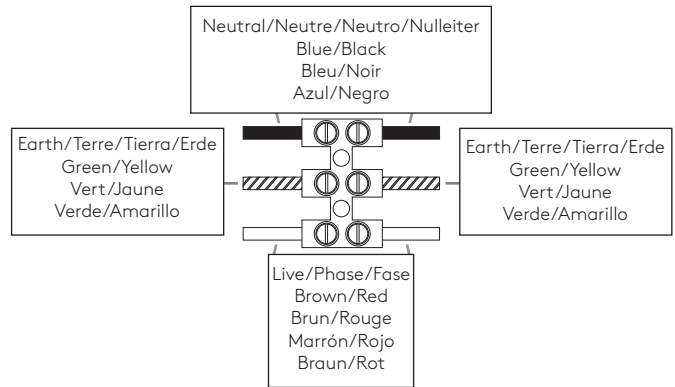 Neutral/Neutre/Neutro/Nulleiter
Blue/Black
Bleu/Noir
Azul/Negro
Earth/Terre/Tierra/Erde
Green/Yellow
Vert/Jaune
Verde/Amarillo
Earth/Terre/Tierra/Erde
Green/Yellow
Vert/Jaune
Verde/Amarillo
Live/Phase/Fase
Brown/Red
Brun/Rouge
Marrón/Rojo
Braun/Rot